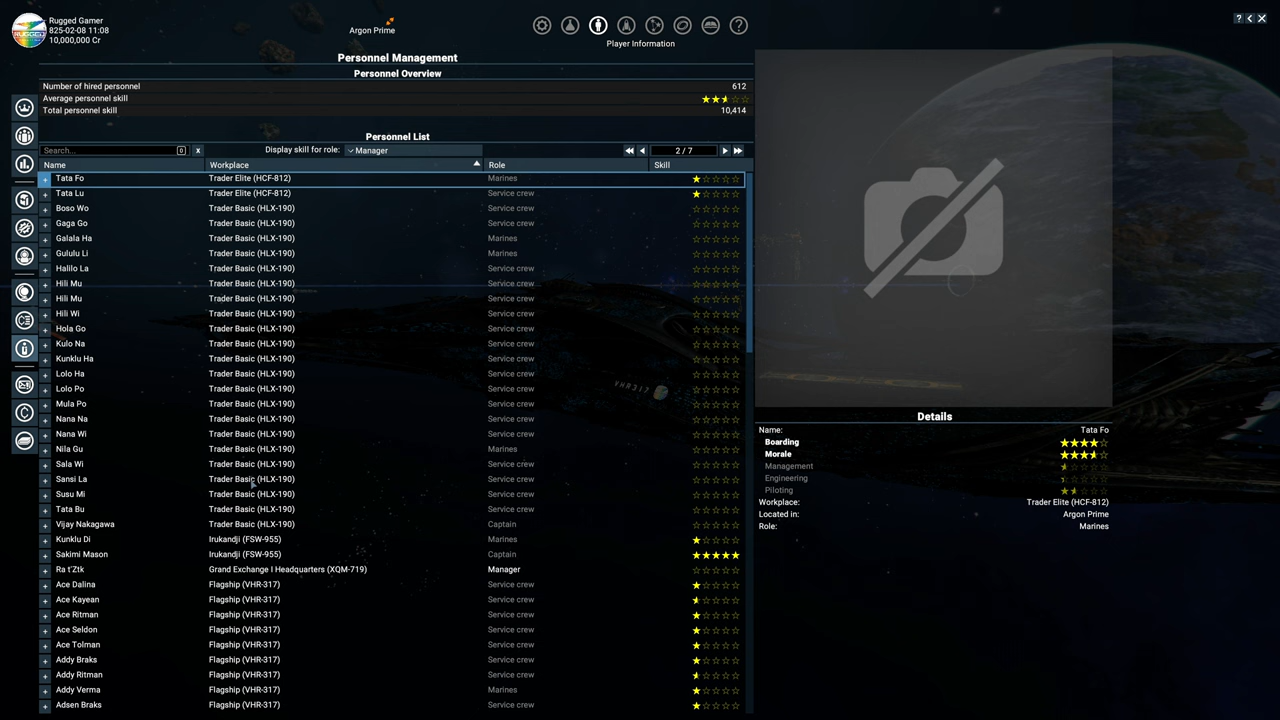 Rugged Gamer
825-02-08 11:08
10,000,000 Cr
RUGGED
Argon Prime
Player Information
?
Personnel Management
Personnel Overview
Number of hired personnel 612
Average personnel skill
Total personnel skill 10,414
Personnel List
Search... 0 x Display skill for role: Manager 2 / 7
Name Workplace Role Skill
+ Tata Fo Trader Elite (HCF-812) Marines
+ Tata Lu Trader Elite (HCF-812) Service crew
+ Boso Wo Trader Basic (HLX-190) Service crew
+ Gaga Go Trader Basic (HLX-190) Service crew
+ Galala Ha Trader Basic (HLX-190) Marines
+ Gululu Li Trader Basic (HLX-190) Marines
+ Halilo La Trader Basic (HLX-190) Service crew
+ Hili Mu Trader Basic (HLX-190) Service crew
+ Hili Mu Trader Basic (HLX-190) Service crew
+ Hili Wi Trader Basic (HLX-190) Service crew
+ Hola Go Trader Basic (HLX-190) Service crew
+ Kulo Na Trader Basic (HLX-190) Service crew
+ Kunklu Ha Trader Basic (HLX-190) Service crew
+ Lolo Ha Trader Basic (HLX-190) Service crew
+ Lolo Po Trader Basic (HLX-190) Service crew
+ Mula Po Trader Basic (HLX-190) Service crew
+ Nana Na Trader Basic (HLX-190) Service crew
+ Nana Wi Trader Basic (HLX-190) Service crew
+ Nila Gu Trader Basic (HLX-190) Marines
+ Sala Wi Trader Basic (HLX-190) Service crew
+ Sansi La Trader Basic (HLX-190) Service crew
+ Susu Mi Trader Basic (HLX-190) Service crew
+ Tata Bu Trader Basic (HLX-190) Service crew
+ Vijay Nakagawa Trader Basic (HLX-190) Captain
+ Kunklu Di Irukandji (FSW-955) Marines
+ Sakimi Mason Irukandji (FSW-955) Captain
+ Ra t'Ztk Grand Exchange I Headquarters (XQM-719) Manager
+ Ace Dalina Flagship (VHR-317) Service crew
+ Ace Kayean Flagship (VHR-317) Service crew
+ Ace Ritman Flagship (VHR-317) Service crew
+ Ace Seldon Flagship (VHR-317) Service crew
+ Ace Tolman Flagship (VHR-317) Service crew
+ Addy Braks Flagship (VHR-317) Service crew
+ Addy Ritman Flagship (VHR-317) Service crew
+ Addy Verma Flagship (VHR-317) Marines
+ Adsen Braks Flagship (VHR-317) Service crew
VHR317
? < X
Details
Name: Tata Fo
Boarding
Morale
Management
Engineering
Piloting
Workplace: Trader Elite (HCF-812)
Located in: Argon Prime
Role: Marines